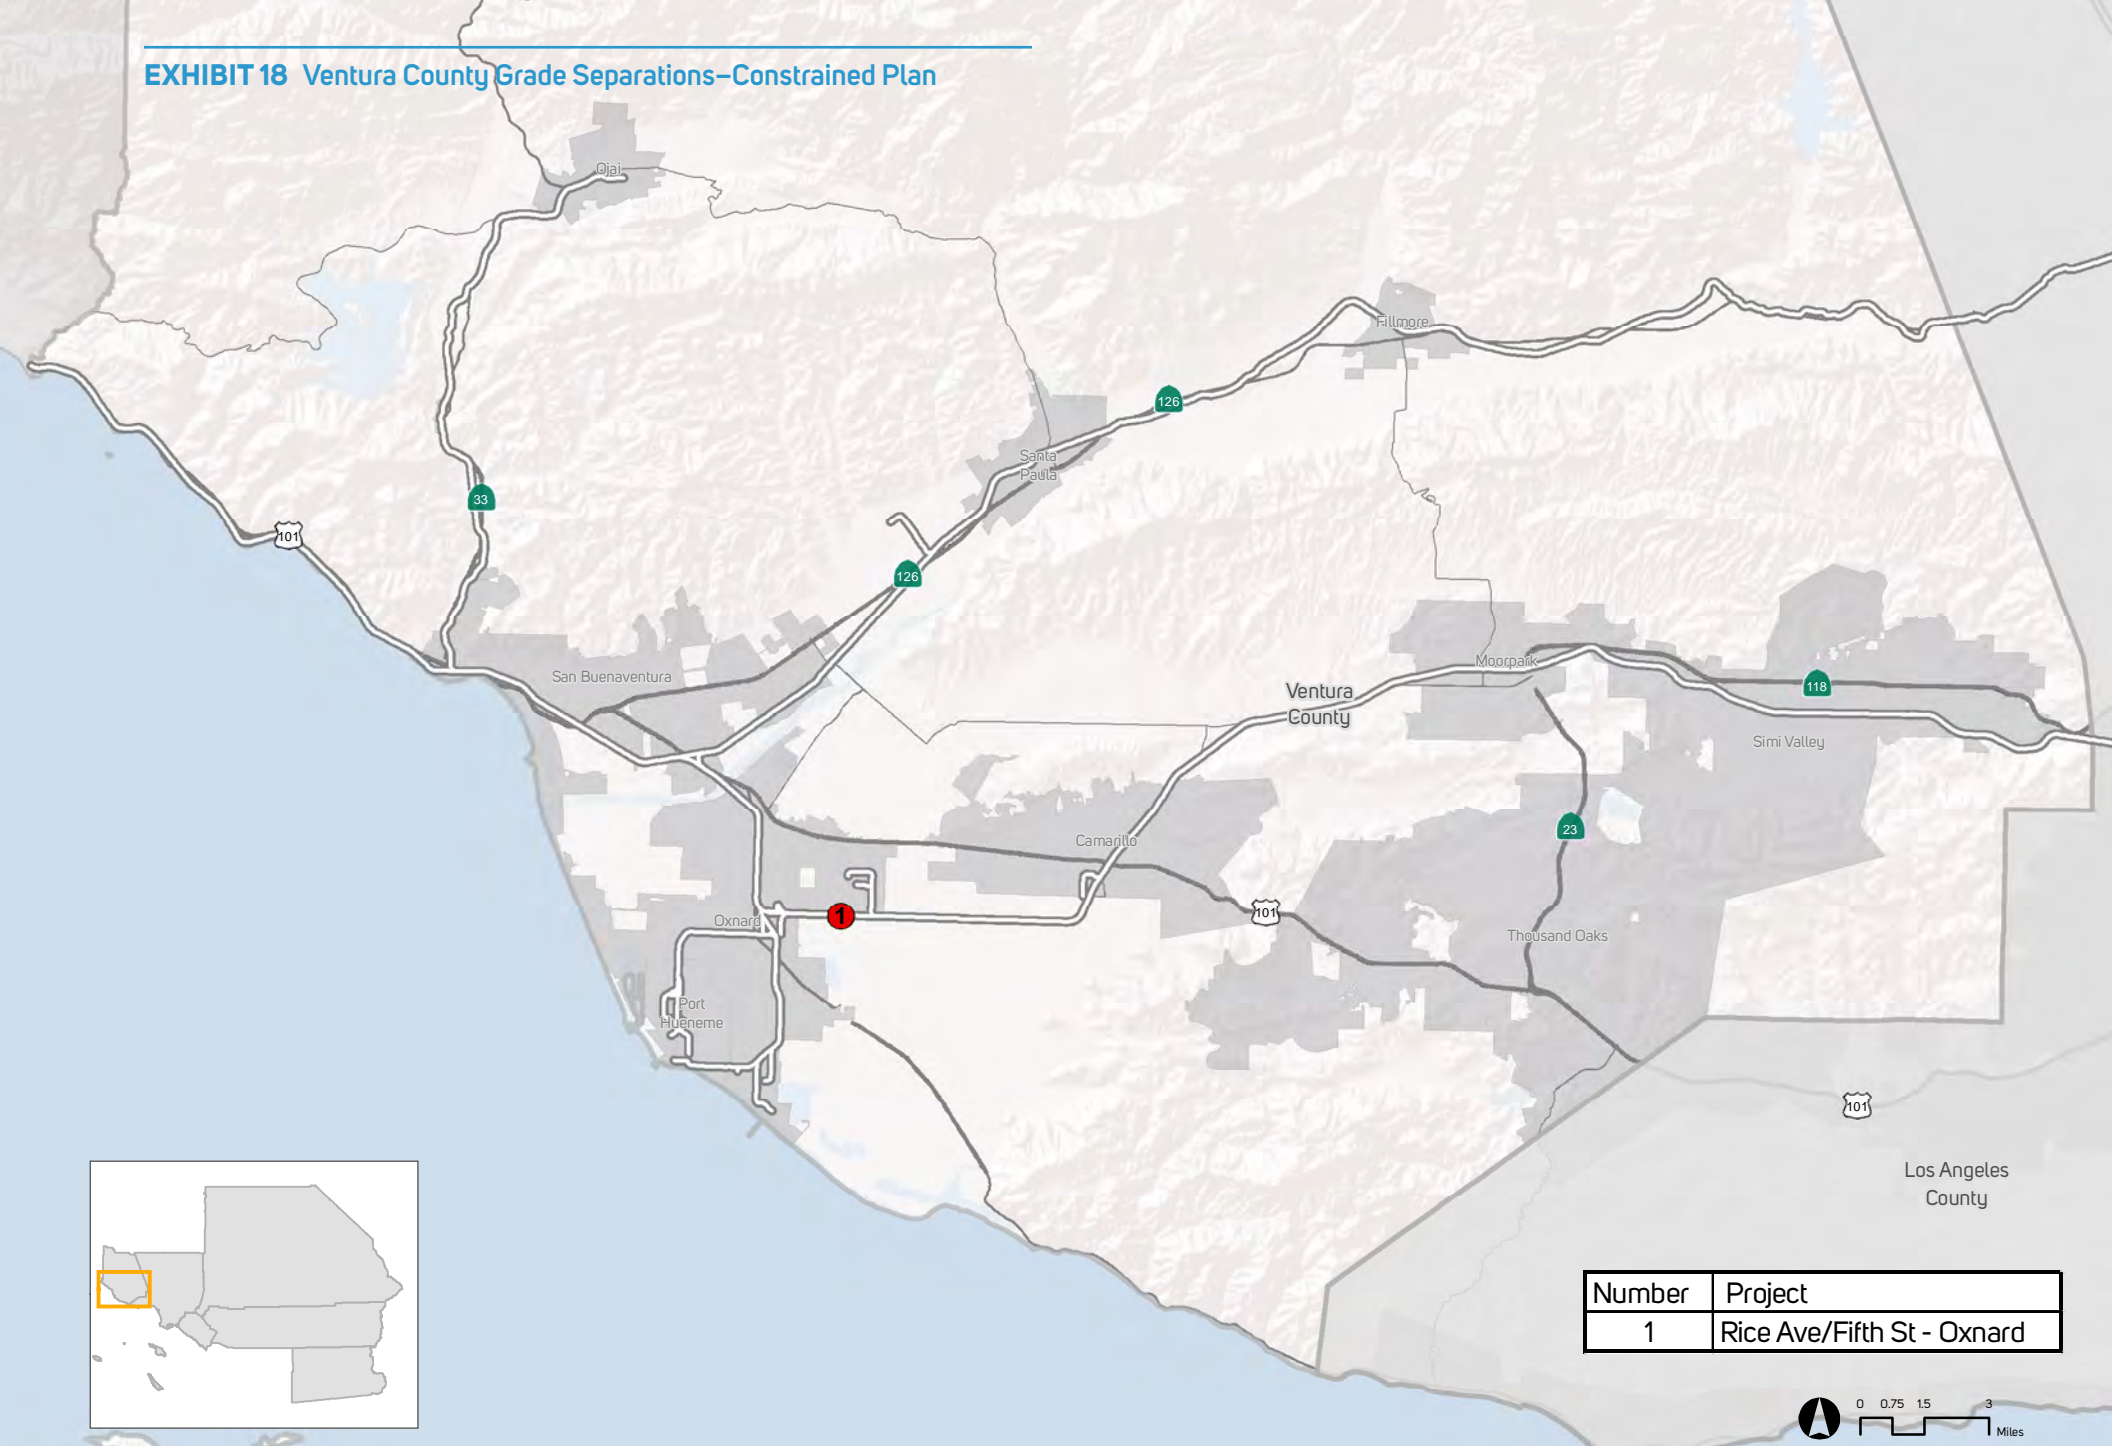 EXHIBIT 18 Ventura County Grade Separations–Constrained Plan
Ojai
Fillmore
126
Santa
Paula
33
101
126
San Buenaventura
Moorpark
Ventura
County
118
Simi Valley
Camarillo
23
101
1
Oxnard
Thousand Oaks
Port
Hueneme
101
Los Angeles
County
Number Project
1 Rice Ave/Fifth St - Oxnard
0 0.75 1.5 3
Miles